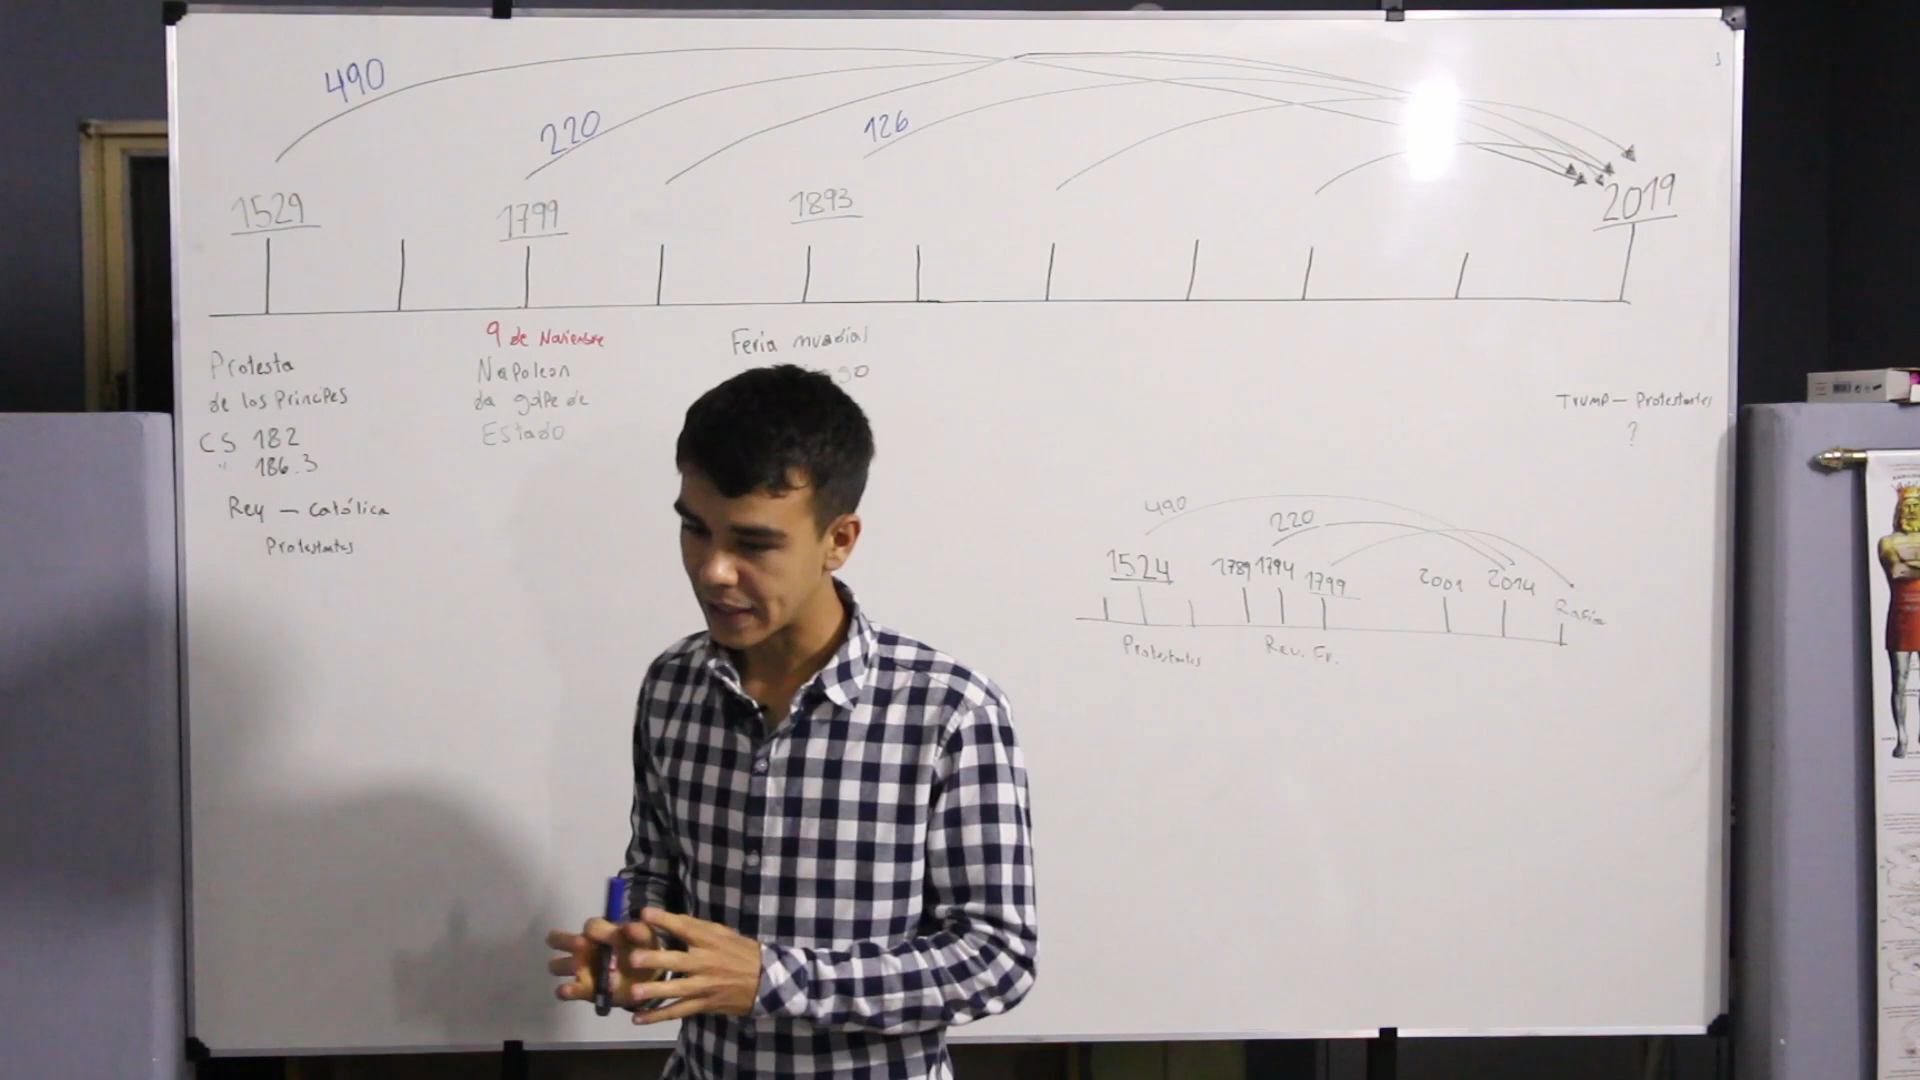 490
220
126
1529
1799
1893
2019
9 de Noviembre
Napoleon
da golpe de
Estado
Feria mundial
go
Protesta
de los Principes
CS 182
" 186.3
Rey — Católica
Protestantes
Trump — Protestantes
?
490
220
1524
1789 1794
1799
2001
2014
Rafia
Protestantes
Rev. Fr.